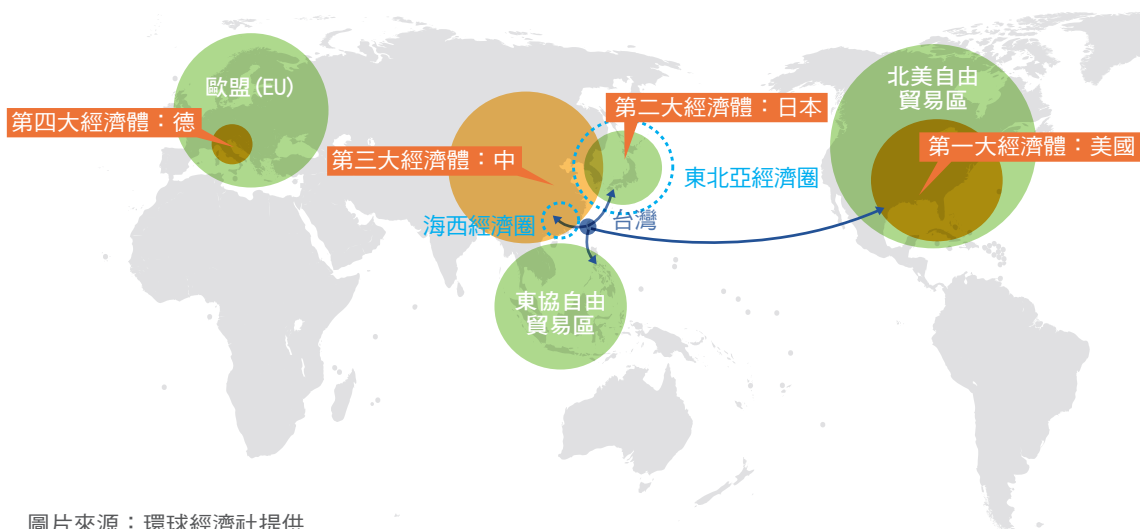 歐盟(EU)
第四大經濟體：德
第三大經濟體：中
第二大經濟體：日本
東北亞經濟圈
海西經濟圈
台灣
東協自由
貿易區
北美自由
貿易區
第一大經濟體：美國
圖片來源：環球經濟社提供